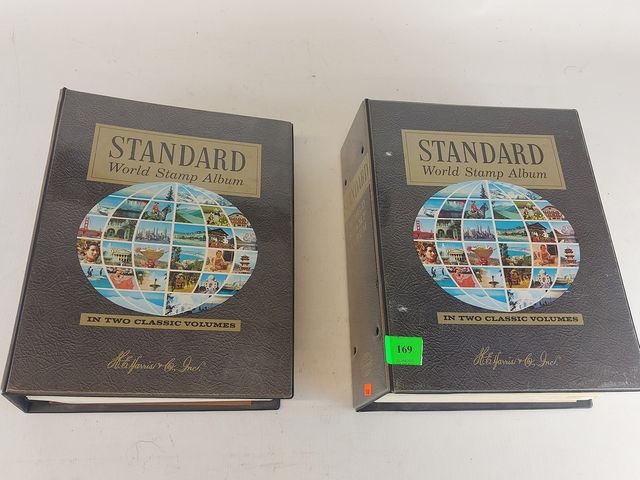 STANDARD
World Stamp Album
IN TWO CLASSIC VOLUMES
H.E. Harris & Co., Inc.
STANDARD
World Stamp Album
IN TWO CLASSIC VOLUMES
H.E. Harris & Co., Inc.
169